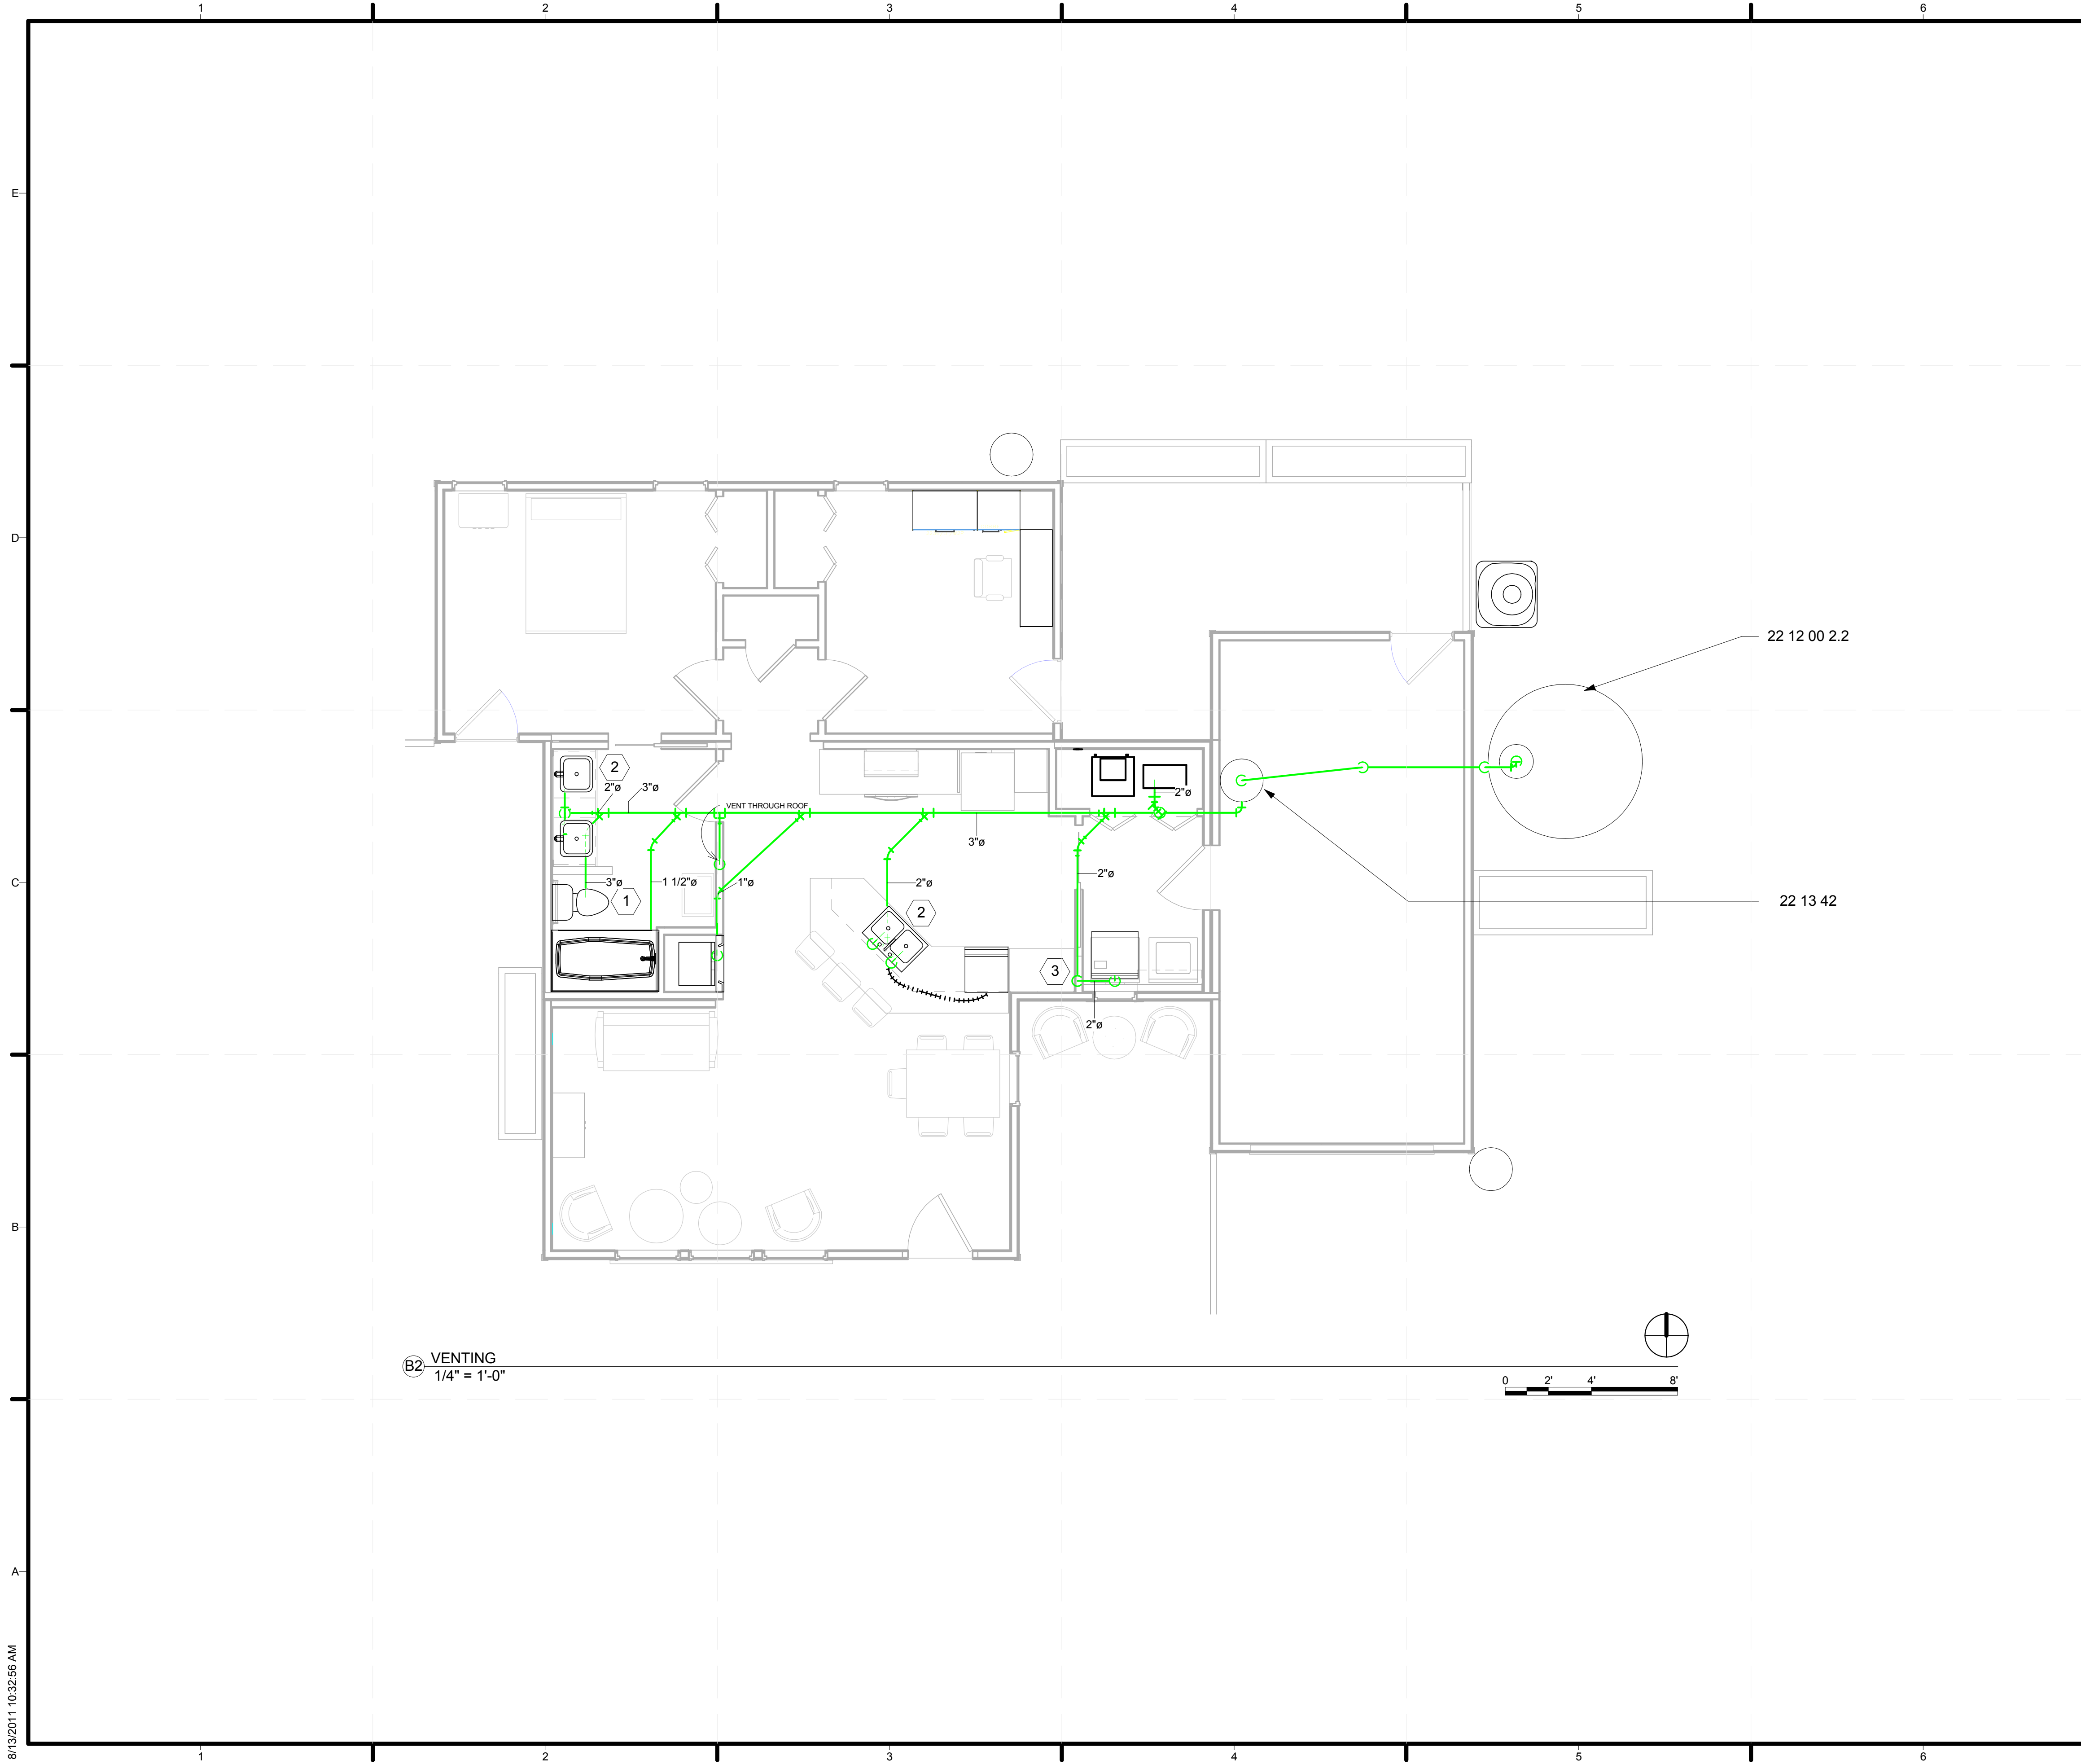 1 2 3 4 5 6
E
D
22 12 00 2.2
2
2"ø
3"ø
VENT THROUGH ROOF
2"ø
3"ø
C
3"ø
1 1/2"ø
1"ø
2"ø
2"ø
1
2
22 13 42
3
2"ø
B
B2
VENTING
1/4" = 1'-0"
0 2' 4' 8'
A
8/13/2011 10:32:56 AM
1 2 3 4 5 6